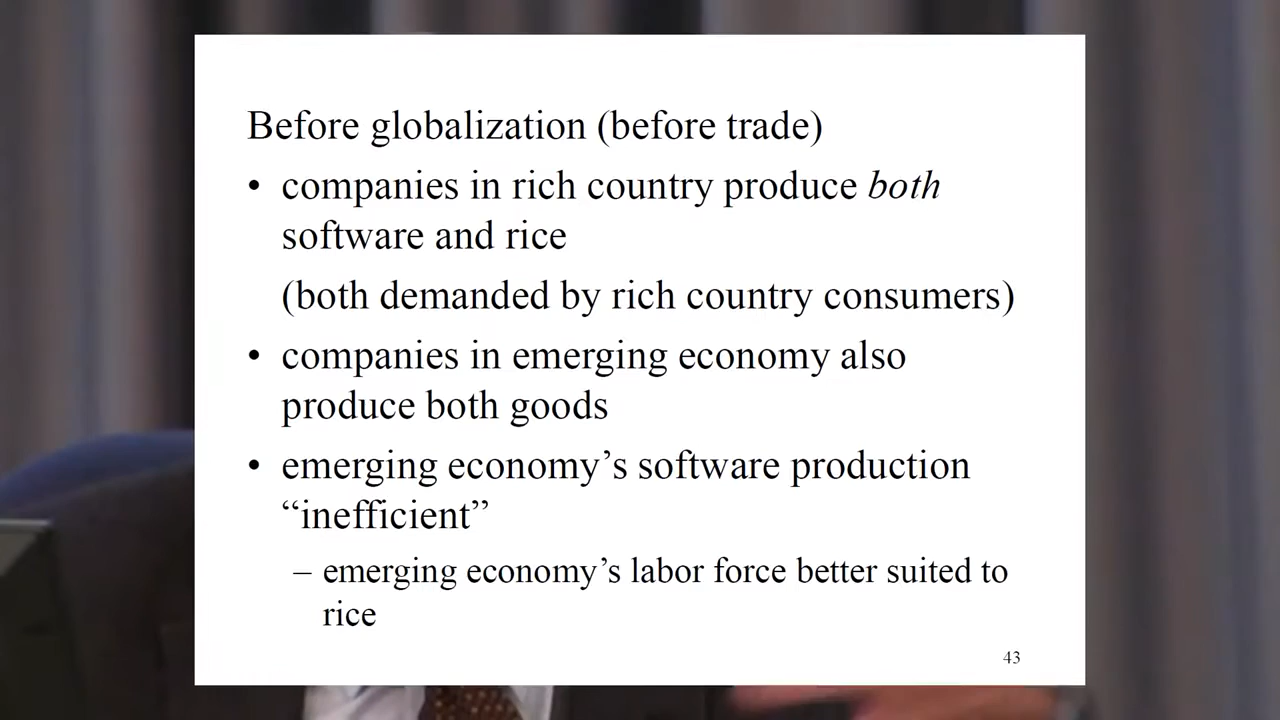 Before globalization (before trade)
• companies in rich country produce both
software and rice
(both demanded by rich country consumers)
• companies in emerging economy also
produce both goods
• emerging economy’s software production
“inefficient”
– emerging economy’s labor force better suited to
rice
43